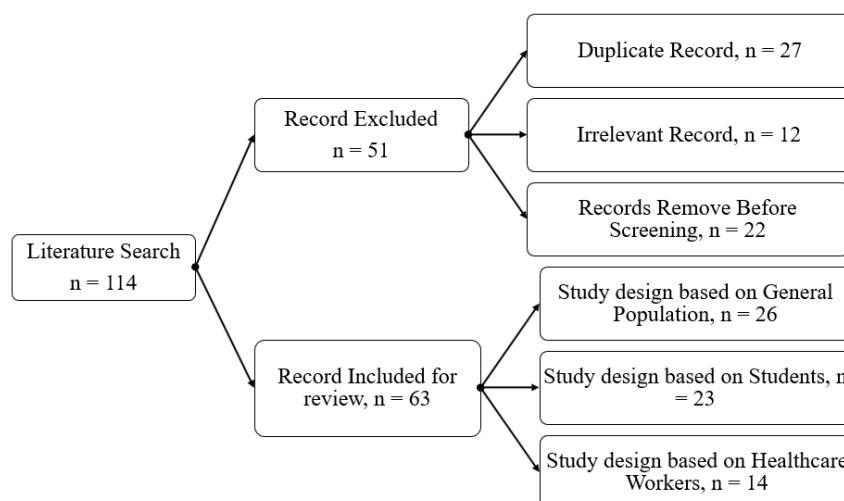 Duplicate Record, n = 27
Record Excluded
n = 51
Irrelevant Record, n = 12
Records Remove Before
Screening, n = 22
Literature Search
n = 114
Study design based on General
Population, n = 26
Record Included for
review, n = 63
Study design based on Students, n
= 23
Study design based on Healthcare
Workers, n = 14